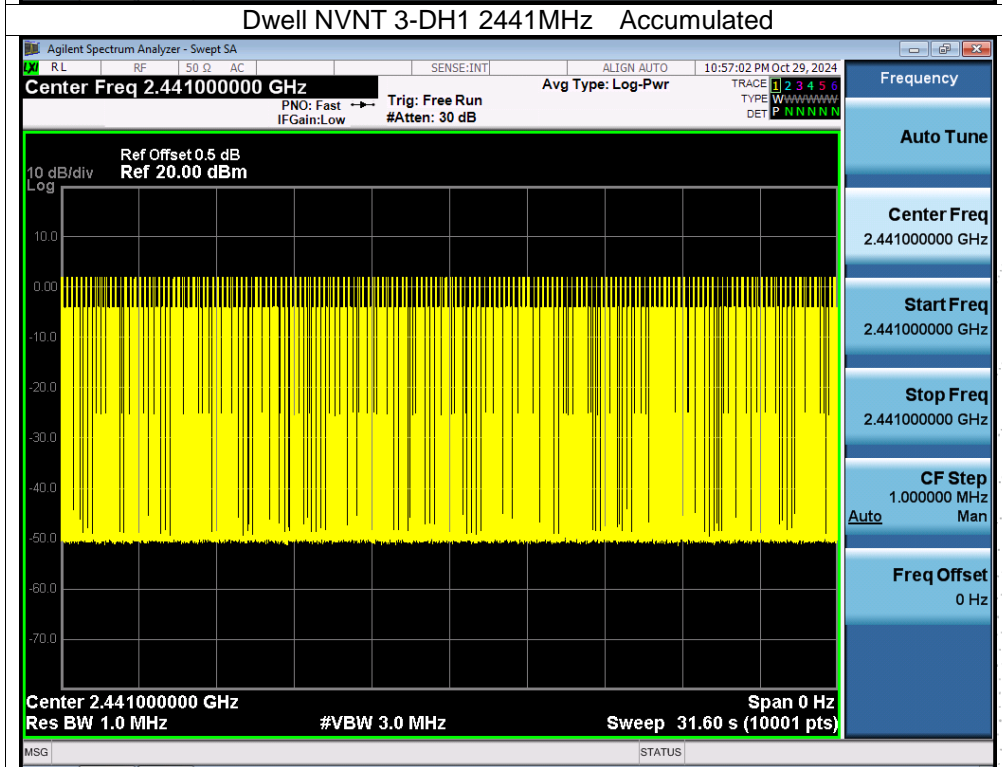 Dwell NVNT 3-DH1 2441MHz Accumulated
Agilent Spectrum Analyzer - Swept SA
LXI RL RF 50 Ω AC SENSE:INT ALIGN AUTO 10:57:02 PM Oct 29, 2024
Center Freq 2.441000000 GHz
PNO: Fast
IFGain:Low
Trig: Free Run
#Atten: 30 dB
Avg Type: Log-Pwr
TRACE 1 2 3 4 5 6
TYPE WWWWWW
DET P N N N N N
Ref Offset 0.5 dB
10 dB/div Ref 20.00 dBm
Log
10.0
0.00
-10.0
-20.0
-30.0
-40.0
-50.0
-60.0
-70.0
Center 2.441000000 GHz Span 0 Hz
Res BW 1.0 MHz #VBW 3.0 MHz Sweep 31.60 s (10001 pts)
MSG STATUS
Frequency
Auto Tune
Center Freq
2.441000000 GHz
Start Freq
2.441000000 GHz
Stop Freq
2.441000000 GHz
CF Step
1.000000 MHz
Auto Man
Freq Offset
0 Hz